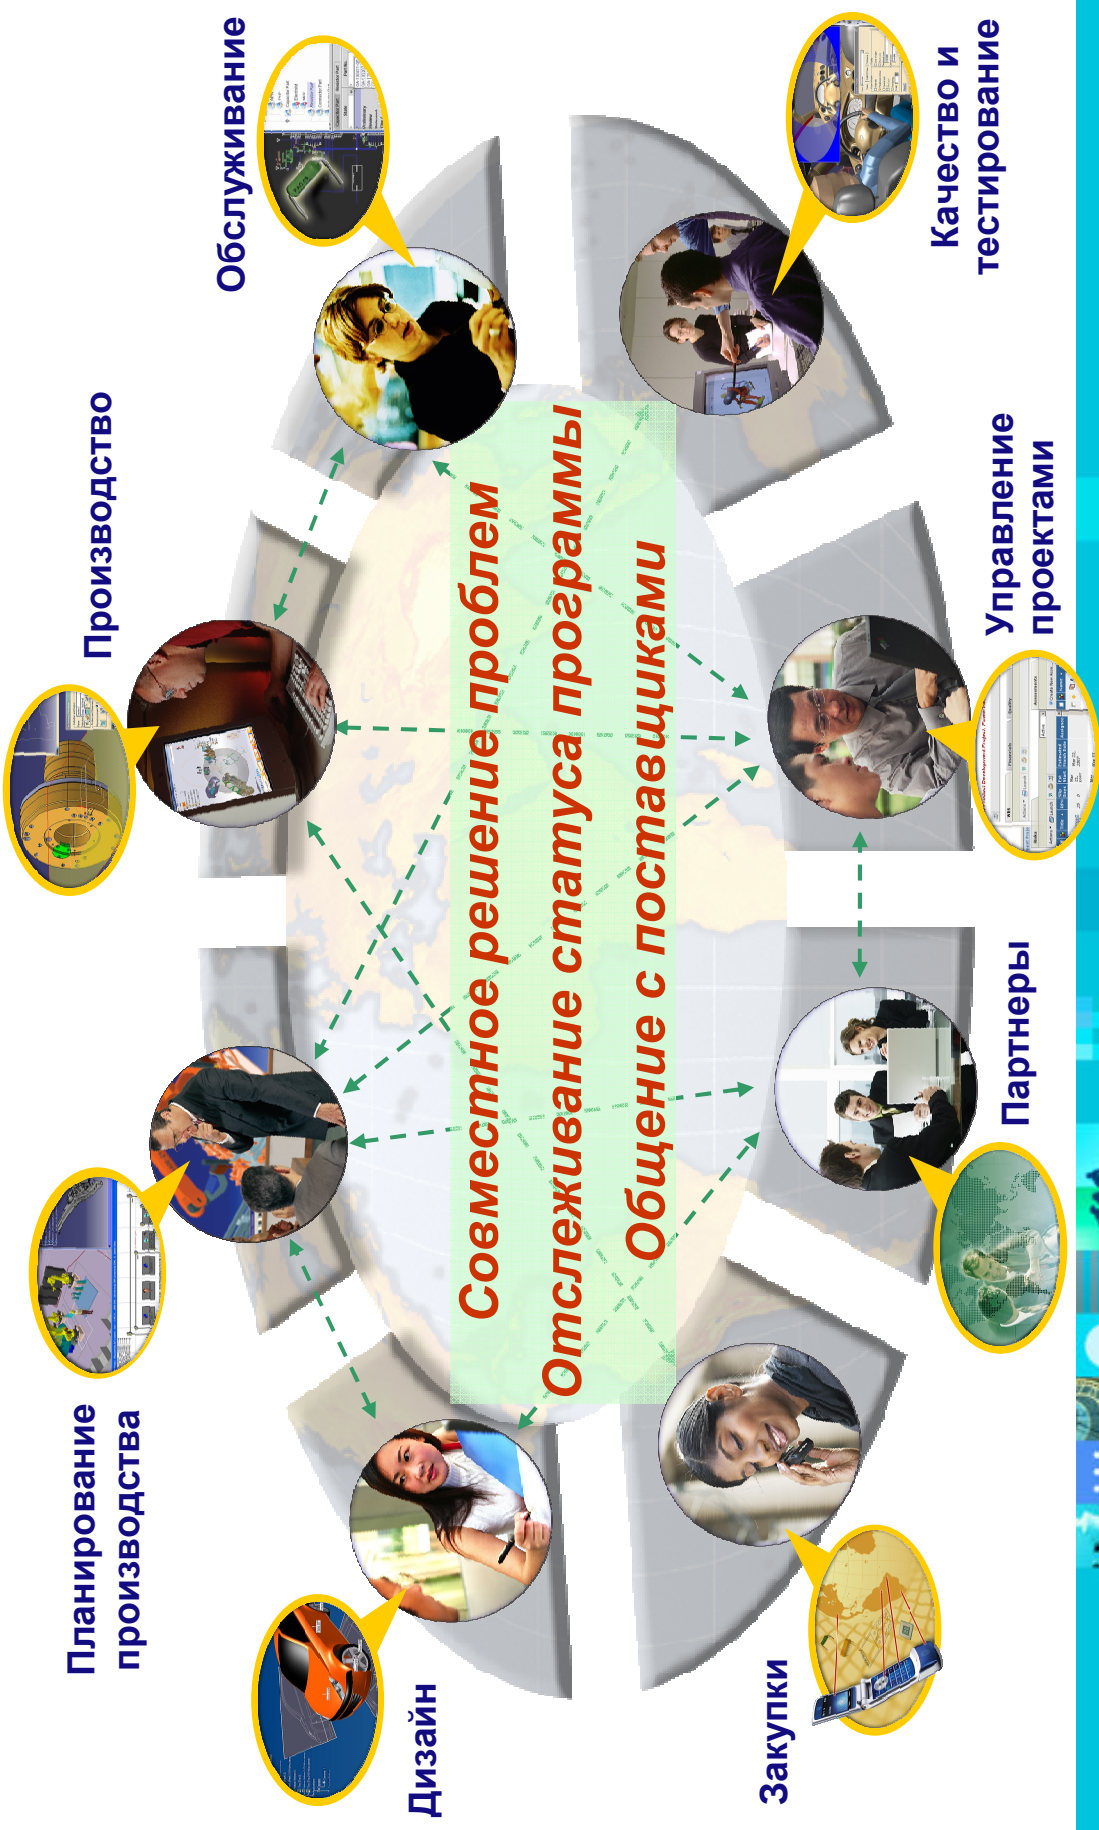 Планирование
производства
Производство
Обслуживание
Дизайн
Совместное решение проблем
Отслеживание статуса программы
Общение с поставщиками
Закупки
Партнеры
Управление
проектами
Качество и
тестирование